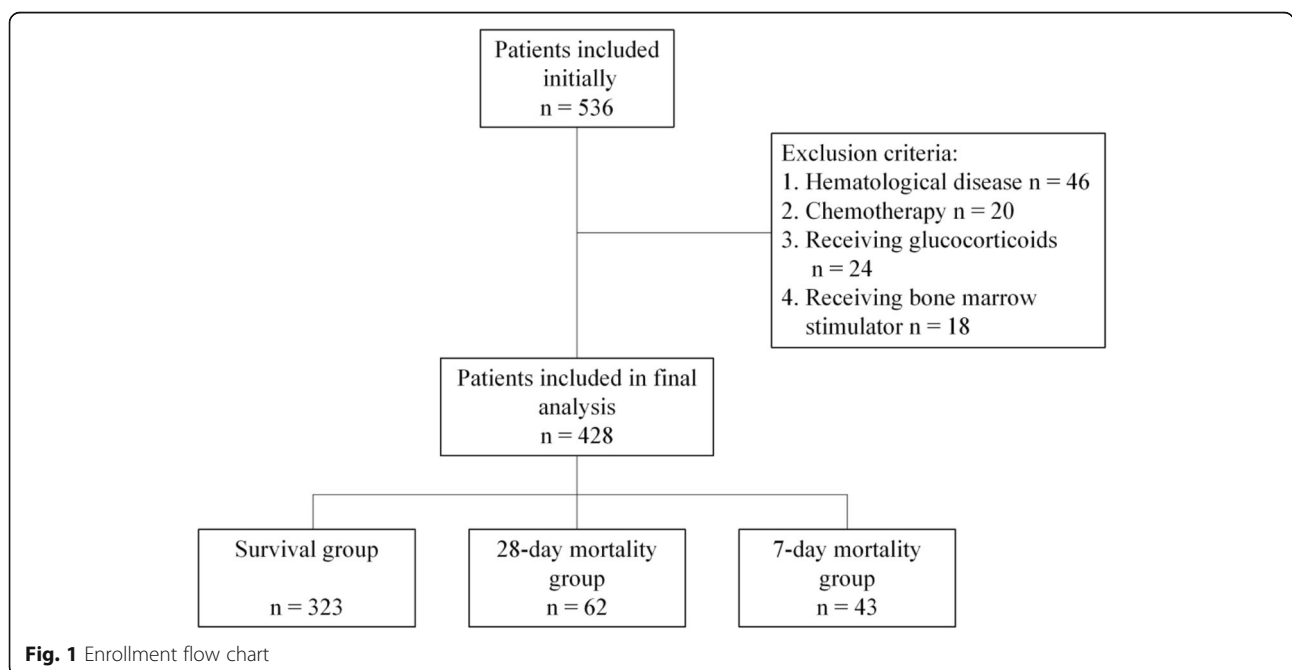 Patients included
initially
n = 536
Exclusion criteria:
1. Hematological disease n = 46
2. Chemotherapy n = 20
3. Receiving glucocorticoids
n = 24
4. Receiving bone marrow
stimulator n = 18
Patients included in final
analysis
n = 428
Survival group
n = 323
28-day mortality
group
n = 62
7-day mortality
group
n = 43
Fig. 1 Enrollment flow chart